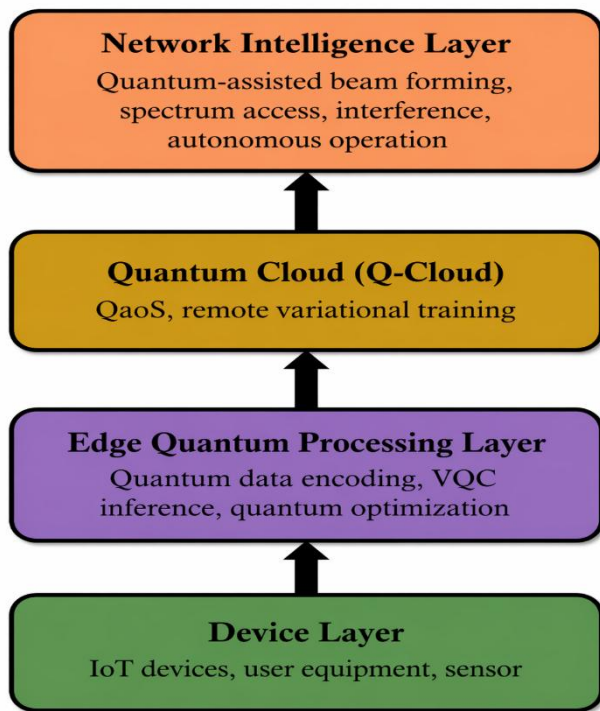 Network Intelligence Layer
Quantum-assisted beam forming,
spectrum access, interference,
autonomous operation
Quantum Cloud (Q-Cloud)
QaoS, remote variational training
Edge Quantum Processing Layer
Quantum data encoding, VQC
inference, quantum optimization
Device Layer
IoT devices, user equipment, sensor